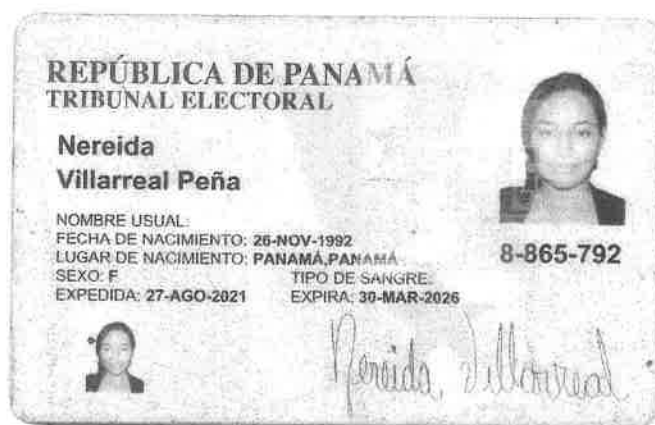 REPÚBLICA DE PANAMÁ
TRIBUNAL ELECTORAL
Nereida
Villarreal Peña
NOMBRE USUAL:
FECHA DE NACIMIENTO: 26-NOV-1992
LUGAR DE NACIMIENTO: PANAMÁ,PANAMÁ
SEXO: F TIPO DE SANGRE:
EXPEDIDA: 27-AGO-2021 EXPIRA: 30-MAR-2026
8-865-792
Nereida Villarreal